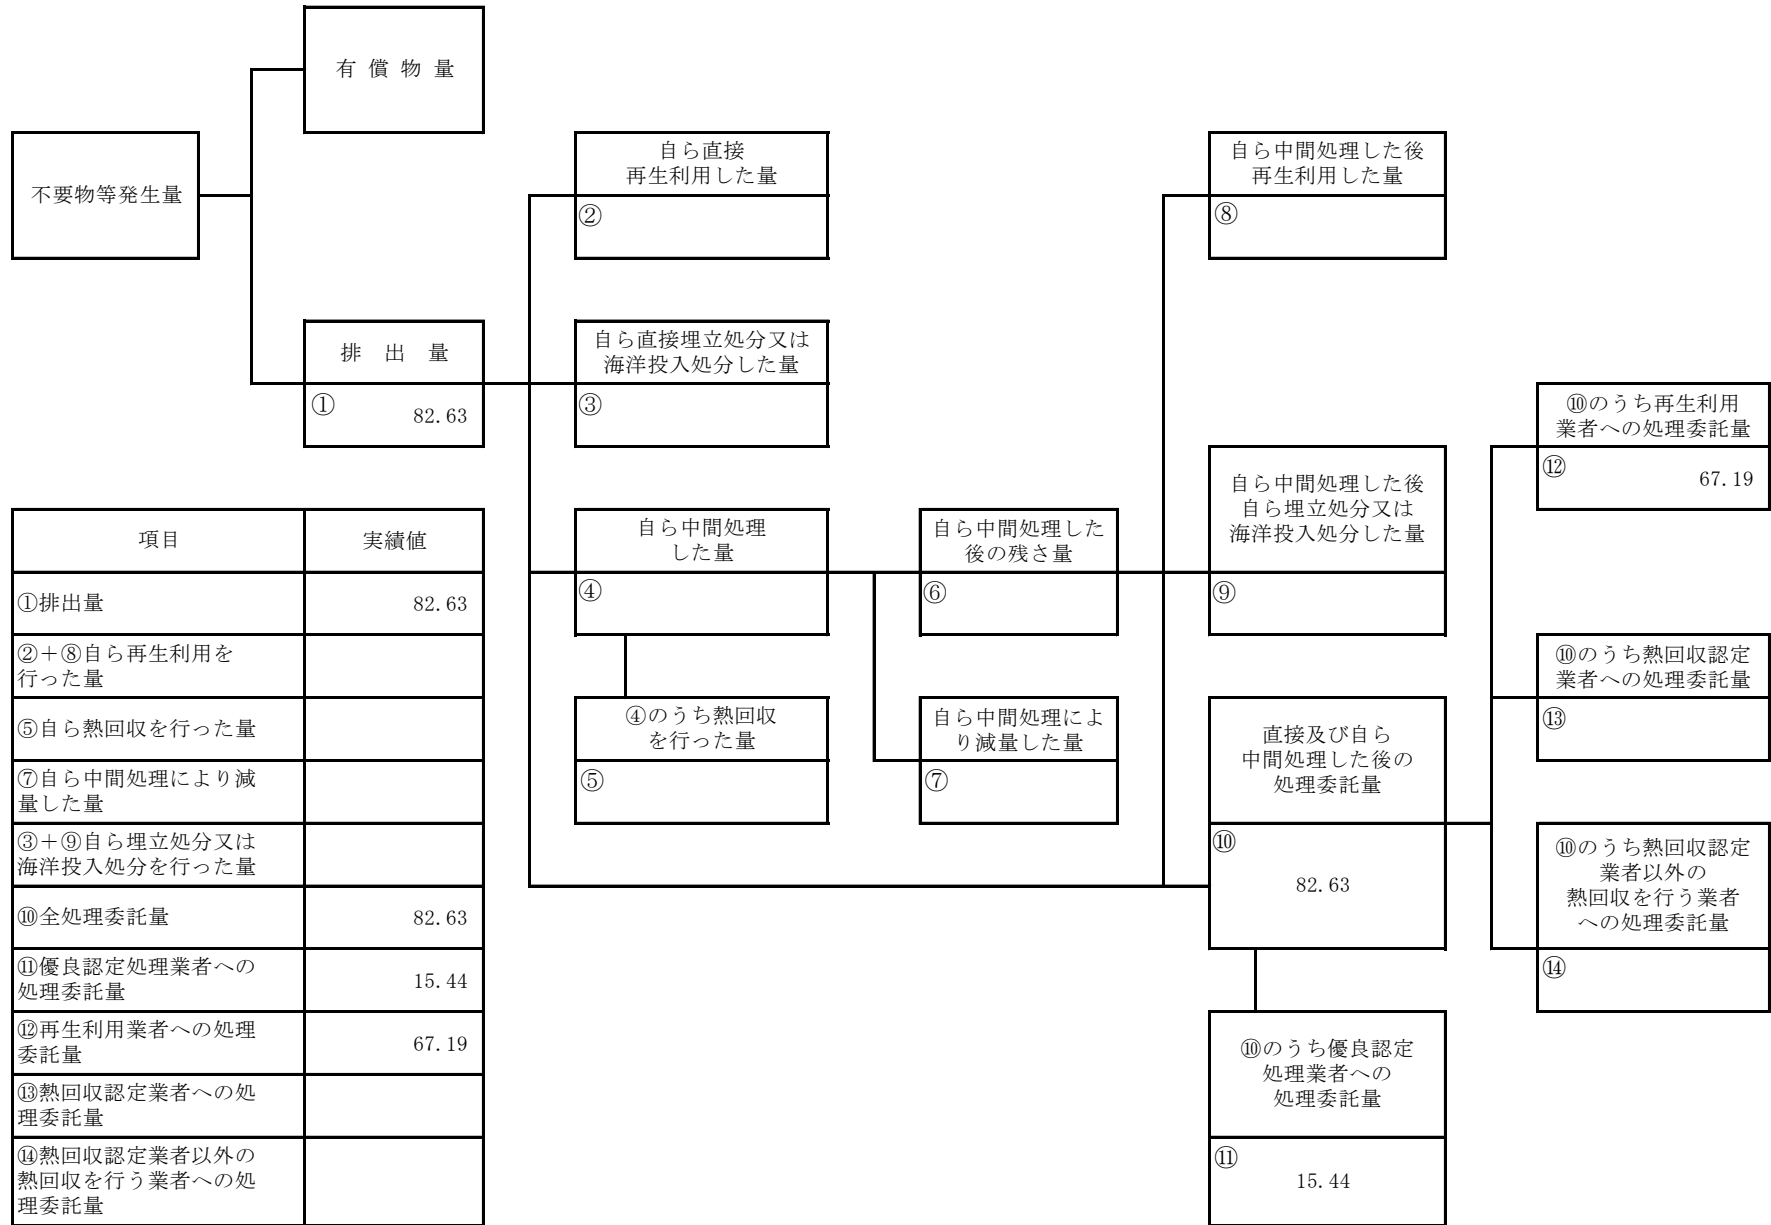 有償物量
不要物等発生量
自ら直接
再生利用した量
②
自ら中間処理した後
再生利用した量
⑧
排出量
①
82.63
自ら直接埋立処分又は
海洋投入処分した量
③
⑩のうち再生利用
業者への処理委託量
⑫
67.19
自ら中間処理
した量
④
自ら中間処理した
後の残さ量
⑥
自ら中間処理した後
自ら埋立処分又は
海洋投入処分した量
⑨
⑩のうち熱回収認定
業者への処理委託量
⑬
④のうち熱回収
を行った量
⑤
自ら中間処理によ
り減量した量
⑦
直接及び自ら
中間処理した後の
処理委託量
⑩
82.63
⑩のうち熱回収認定
業者以外の
熱回収を行う業者
への処理委託量
⑭
⑩のうち優良認定
処理業者への
処理委託量
⑪
15.44
項目 実績値
①排出量 82.63
②＋⑧自ら再生利用を
行った量
⑤自ら熱回収を行った量
⑦自ら中間処理により減
量した量
③＋⑨自ら埋立処分又は
海洋投入処分を行った量
⑩全処理委託量 82.63
⑪優良認定処理業者への
処理委託量 15.44
⑫再生利用業者への処理
委託量 67.19
⑬熱回収認定業者への処
理委託量
⑭熱回収認定業者以外の
熱回収を行う業者への処
理委託量